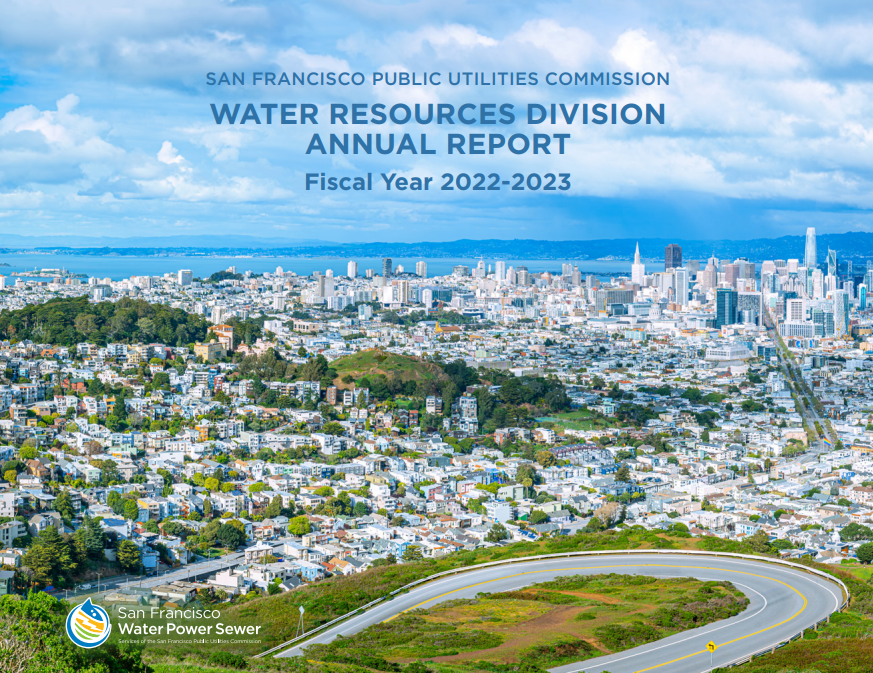 SAN FRANCISCO PUBLIC UTILITIES COMMISSION
WATER RESOURCES DIVISION
ANNUAL REPORT
Fiscal Year 2022-2023
San Francisco
Water Power Sewer
Services of the San Francisco Public Utilities Commission